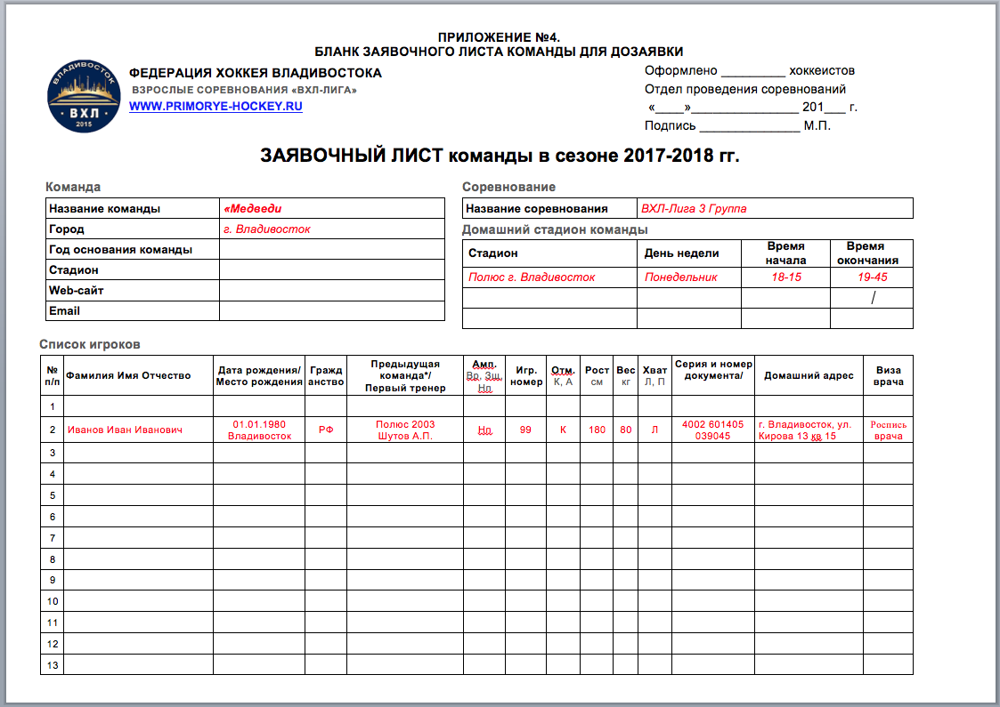 ПРИЛОЖЕНИЕ №4.
БЛАНК ЗАЯВОЧНОГО ЛИСТА КОМАНДЫ ДЛЯ ДОЗАЯВКИ
ВЛАДИВОСТОК
· ВХЛ ·
2015
ФЕДЕРАЦИЯ ХОККЕЯ ВЛАДИВОСТОКА
ВЗРОСЛЫЕ СОРЕВНОВАНИЯ «ВХЛ-ЛИГА»
WWW.PRIMORYE-HOCKEY.RU
Оформлено __________ хоккеистов
Отдел проведения соревнований
«____»________________ 201___ г.
Подпись _______________ М.П.
ЗАЯВОЧНЫЙ ЛИСТ команды в сезоне 2017-2018 гг.
Команда
Название команды «Медведи
Город г. Владивосток
Год основания команды
Стадион
Web-сайт
Email
Соревнование
Название соревнования ВХЛ-Лига 3 Группа
Домашний стадион команды
Стадион День недели Время начала Время окончания
Полюс г. Владивосток Понедельник 18-15 19-45
/
Список игроков
№ п/п Фамилия Имя Отчество Дата рождения/ Место рождения Гражд анство Предыдущая команда*/ Первый тренер Амп. Вр, Зщ, Нп Игр. номер Отм. К, А Рост см Вес кг Хват Л, П Серия и номер документа/ Домашний адрес Виза врача
1
2 Иванов Иван Иванович 01.01.1980 Владивосток РФ Полюс 2003 Шутов А.П. Нп 99 К 180 80 Л 4002 601405 039045 г. Владивосток, ул. Кирова 13 кв 15 Роспись врача
3
4
5
6
7
8
9
10
11
12
13